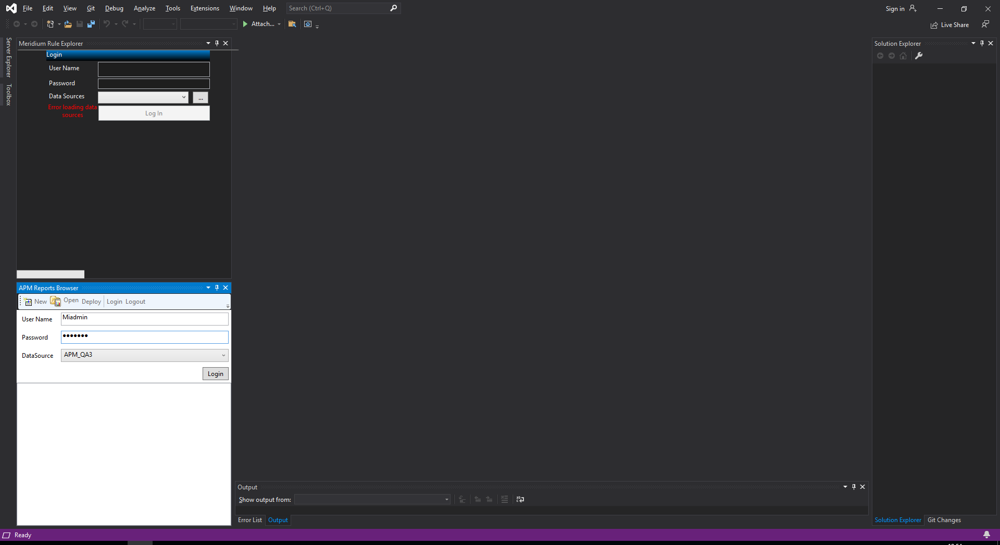 File Edit View Git Debug Analyze Tools Extensions Window Help Search (Ctrl+Q) Sign in
Attach... Live Share
Server Explorer
Toolbox
Meridium Rule Explorer
Login
User Name
Password
Data Sources ...
Error loading data
sources
Log In
APM Reports Browser
New Open Deploy Login Logout
User Name Miadmin
Password •••••••
DataSource APM_QA3
Login
Output
Show output from:
Error List Output
Solution Explorer
Solution Explorer Git Changes
Ready